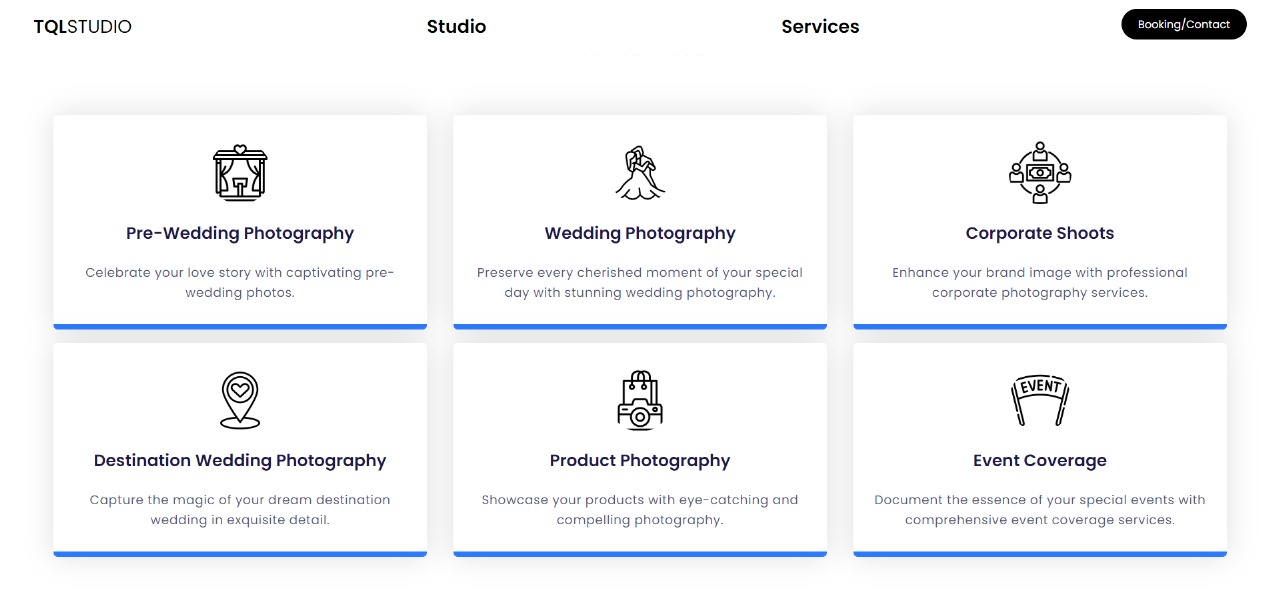 TQLSTUDIO
Studio
Services
Booking/Contact
Pre-Wedding Photography
Celebrate your love story with captivating pre-
wedding photos.
Wedding Photography
Preserve every cherished moment of your special
day with stunning wedding photography.
Corporate Shoots
Enhance your brand image with professional
corporate photography services.
Destination Wedding Photography
Capture the magic of your dream destination
wedding in exquisite detail.
Product Photography
Showcase your products with eye-catching and
compelling photography.
EVENT
Event Coverage
Document the essence of your special events with
comprehensive event coverage services.